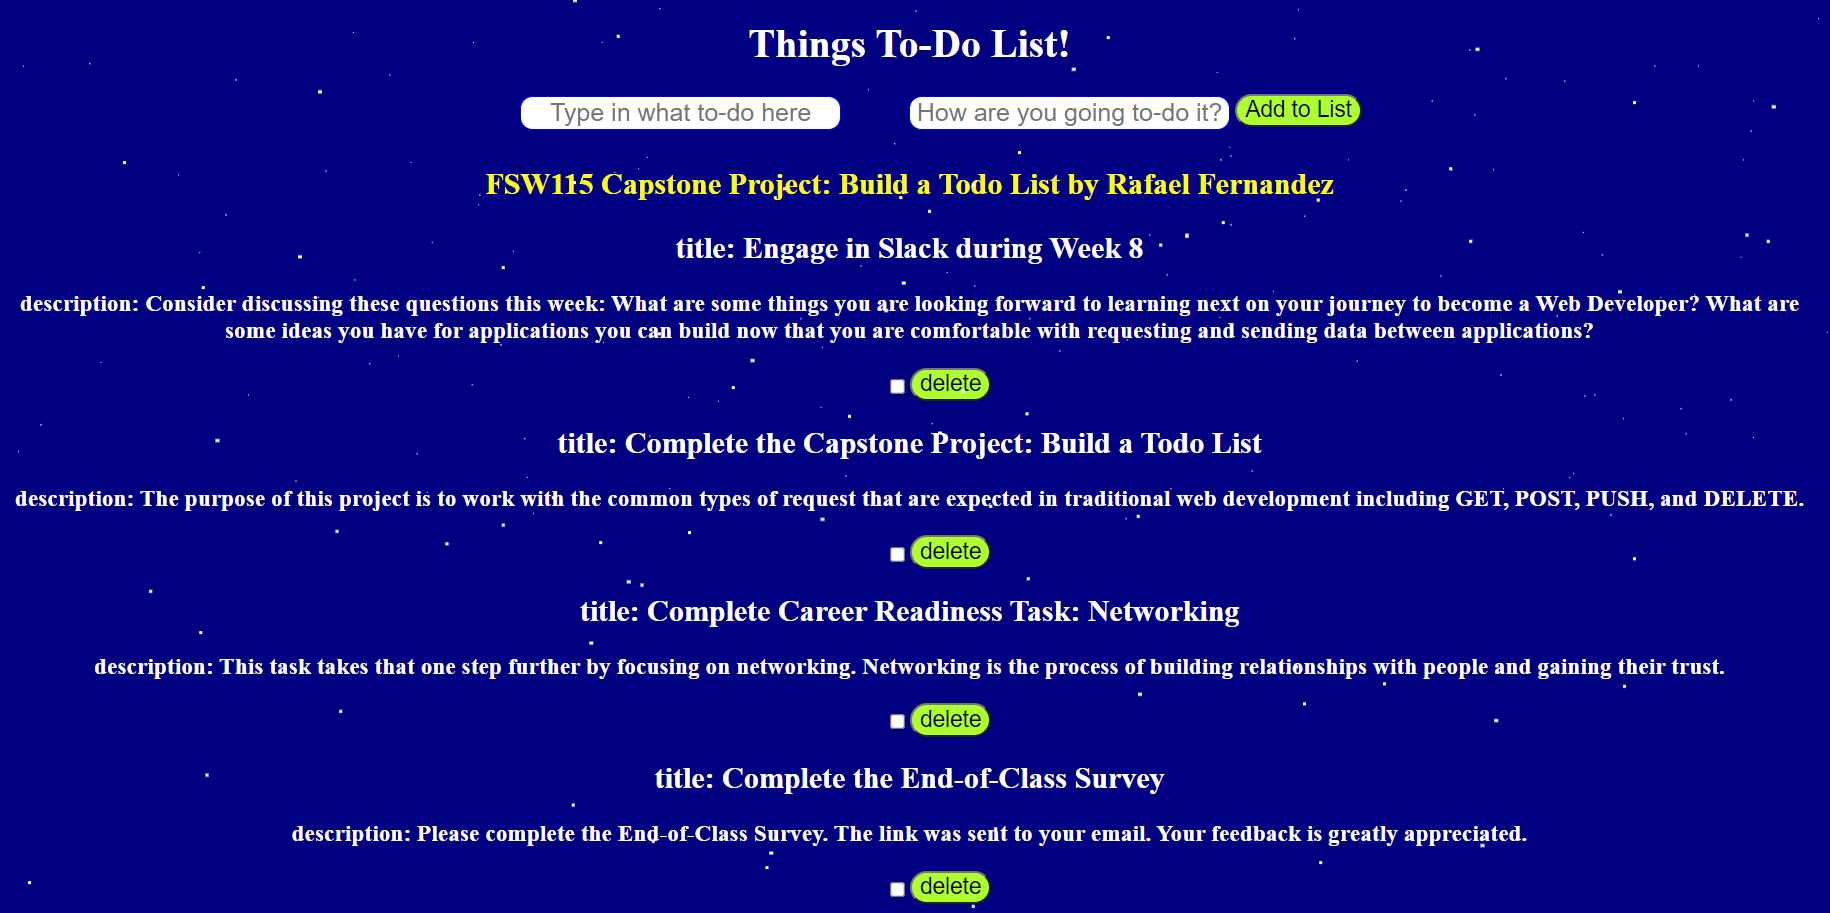 Things To-Do List!
Type in what to-do here
How are you going to-do it?
Add to List
FSW115 Capstone Project: Build a Todo List by Rafael Fernandez
title: Engage in Slack during Week 8
description: Consider discussing these questions this week: What are some things you are looking forward to learning next on your journey to become a Web Developer? What are
some ideas you have for applications you can build now that you are comfortable with requesting and sending data between applications?
delete
title: Complete the Capstone Project: Build a Todo List
description: The purpose of this project is to work with the common types of request that are expected in traditional web development including GET, POST, PUSH, and DELETE.
delete
title: Complete Career Readiness Task: Networking
description: This task takes that one step further by focusing on networking. Networking is the process of building relationships with people and gaining their trust.
delete
title: Complete the End-of-Class Survey
description: Please complete the End-of-Class Survey. The link was sent to your email. Your feedback is greatly appreciated.
delete